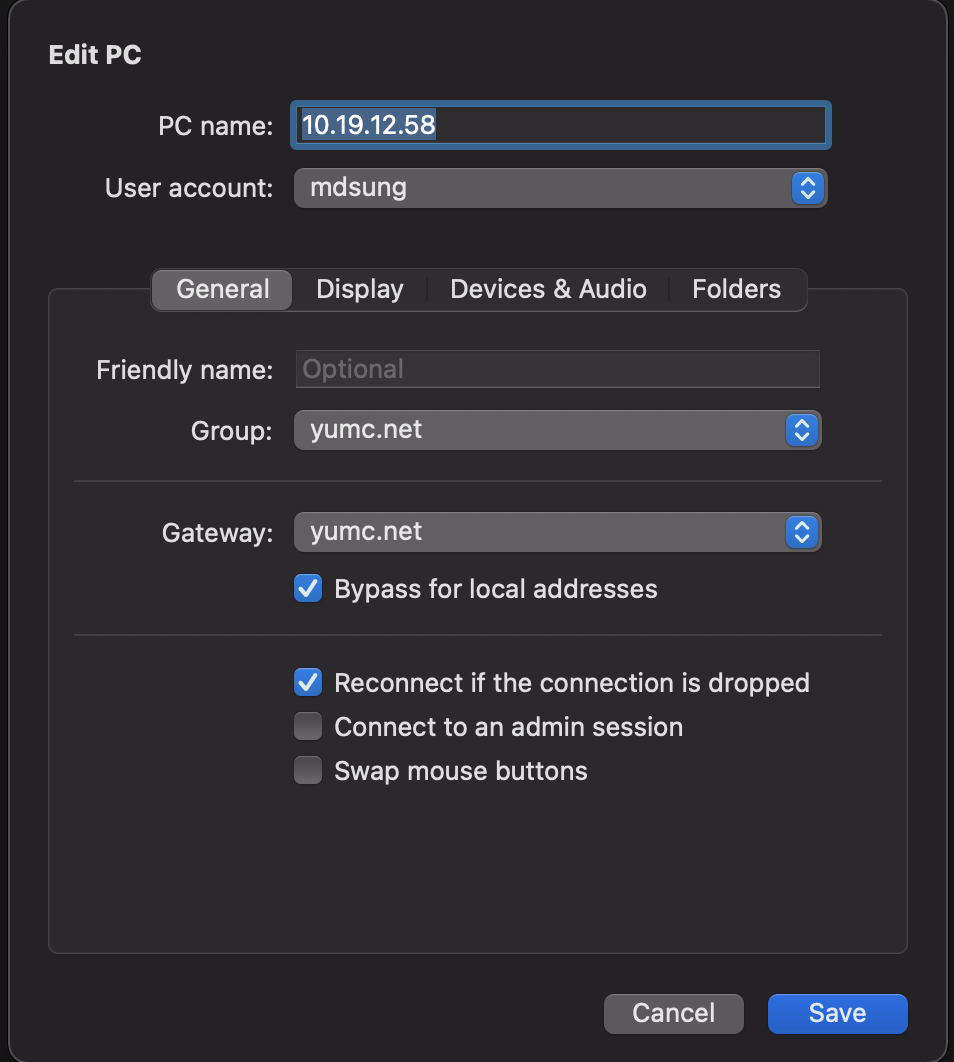 Edit PC
PC name: 10.19.12.58
User account: mdsung
General Display Devices & Audio Folders
Friendly name: Optional
Group: yumc.net
Gateway: yumc.net
Bypass for local addresses
Reconnect if the connection is dropped
Connect to an admin session
Swap mouse buttons
Cancel Save